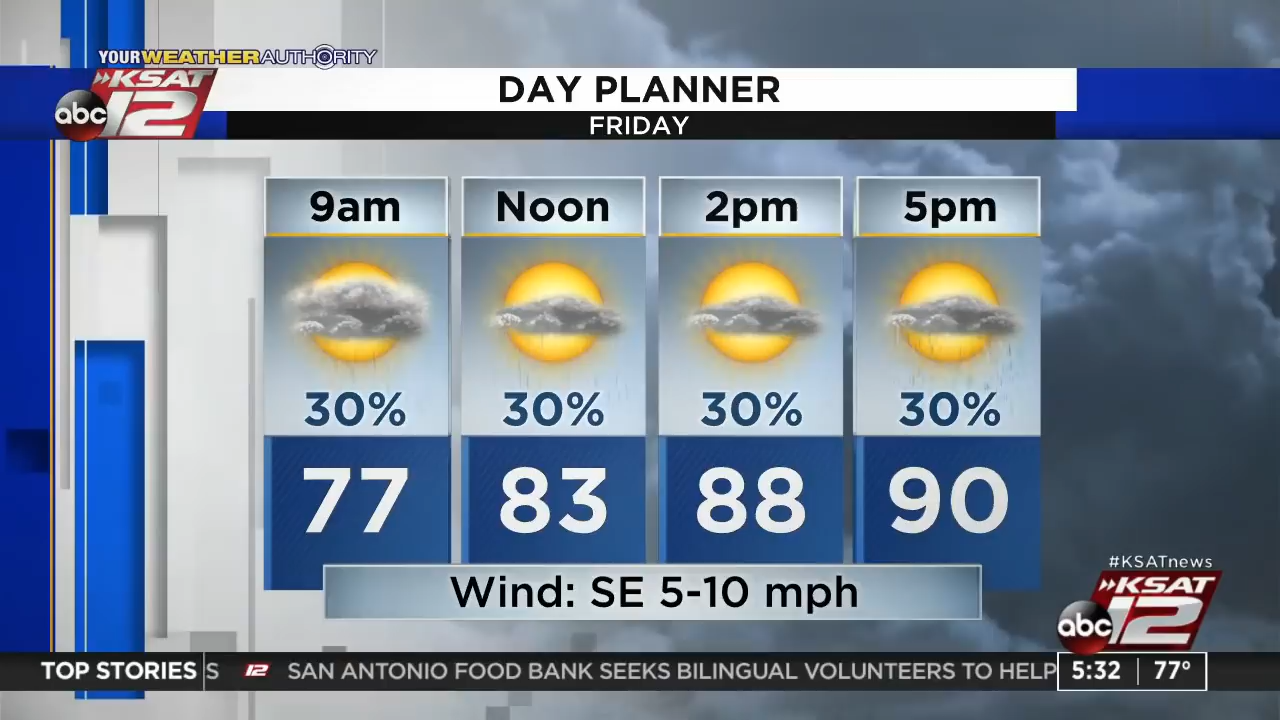 YOURWEATHERAUTHORITY
KSAT
abc 12
DAY PLANNER
FRIDAY
9am Noon 2pm 5pm
30% 30% 30% 30%
77 83 88 90
Wind: SE 5-10 mph
#KSATnews
KSAT
abc 12
TOP STORIES S 12 SAN ANTONIO FOOD BANK SEEKS BILINGUAL VOLUNTEERS TO HELP 5:32 77°